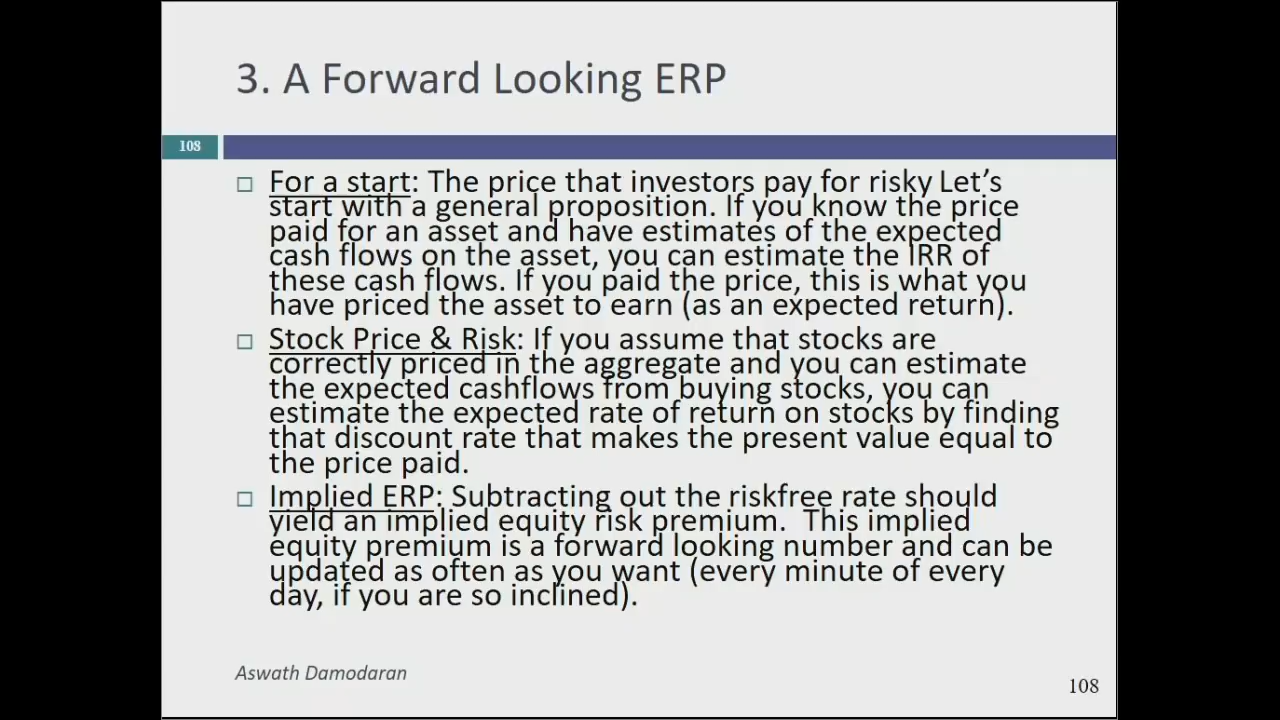 3. A Forward Looking ERP
108
For a start: The price that investors pay for risky Let’s
start with a general proposition. If you know the price
paid for an asset and have estimates of the expected
cash flows on the asset, you can estimate the IRR of
these cash flows. If you paid the price, this is what you
have priced the asset to earn (as an expected return).
Stock Price & Risk: If you assume that stocks are
correctly priced in the aggregate and you can estimate
the expected cashflows from buying stocks, you can
estimate the expected rate of return on stocks by finding
that discount rate that makes the present value equal to
the price paid.
Implied ERP: Subtracting out the riskfree rate should
yield an implied equity risk premium.  This implied
equity premium is a forward looking number and can be
updated as often as you want (every minute of every
day, if you are so inclined).
Aswath Damodaran
108